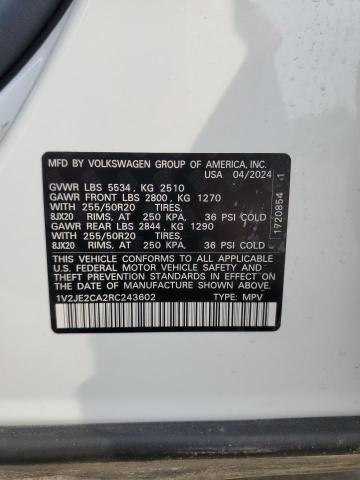 MFD BY VOLKSWAGEN GROUP OF AMERICA, INC.
USA 04/2024
GVWR LBS 5534, KG 2510
GAWR FRONT LBS 2800, KG 1270
WITH 255/50R20 TIRES,
8JX20 RIMS, AT 250 KPA, 36 PSI COLD
GAWR REAR LBS 2844, KG 1290
WITH 255/50R20 TIRES,
8JX20 RIMS, AT 250 KPA, 36 PSI COLD
THIS VEHICLE CONFORMS TO ALL APPLICABLE
U.S. FEDERAL MOTOR VEHICLE SAFETY
STANDARDS IN EFFECT ON THE DATE OF
MANUFACTURE SHOWN ABOVE.
1V2JE2CA2RC243602 TYPE: MPV
1720854 1